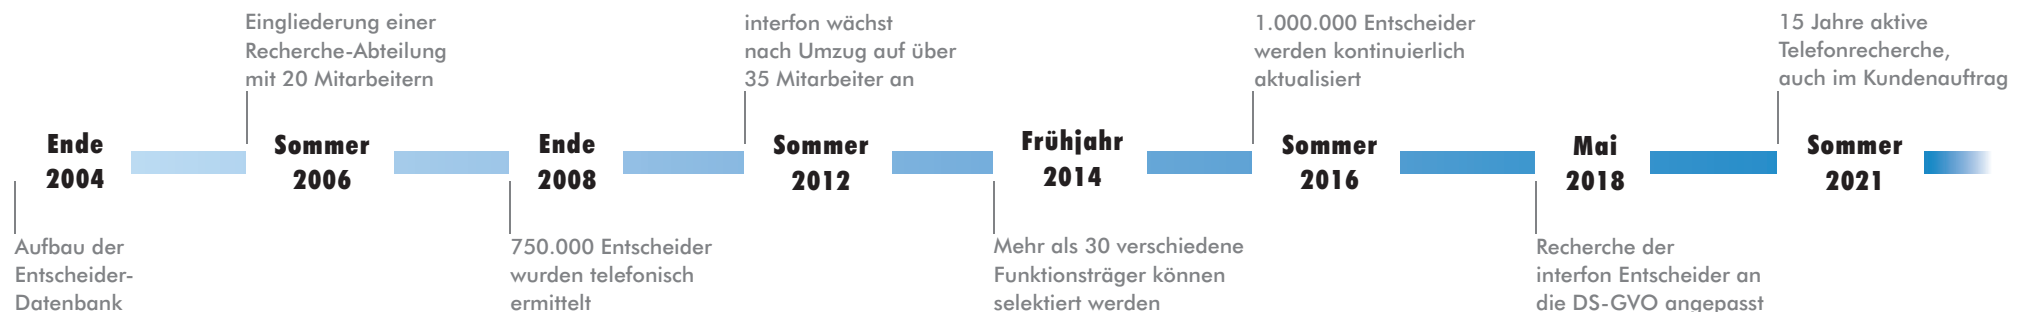 Eingliederung einer
Recherche-Abteilung
mit 20 Mitarbeitern
interfon wächst
nach Umzug auf über
35 Mitarbeiter an
1.000.000 Entscheider
werden kontinuierlich
aktualisiert
15 Jahre aktive
Telefonrecherche,
auch im Kundenauftrag
Ende
2004
Sommer
2006
Ende
2008
Sommer
2012
Frühjahr
2014
Sommer
2016
Mai
2018
Sommer
2021
Aufbau der
Entscheider-
Datenbank
750.000 Entscheider
wurden telefonisch
ermittelt
Mehr als 30 verschiedene
Funktionsträger können
selektiert werden
Recherche der
interfon Entscheider an
die DS-GVO angepasst